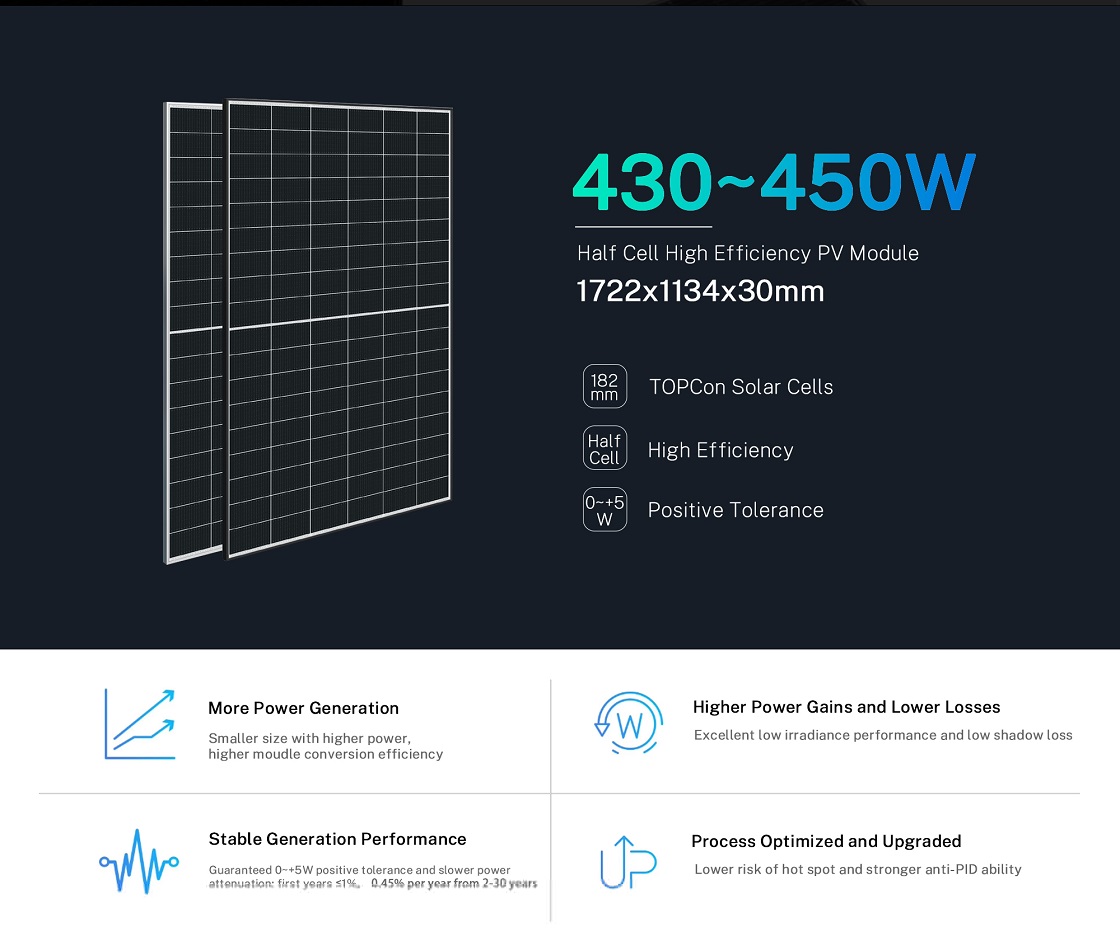 430~450W
Half Cell High Efficiency PV Module
1722x1134x30mm
182
mm
TOPCon Solar Cells
Half
Cell
High Efficiency
0~+5
W
Positive Tolerance
More Power Generation
Smaller size with higher power,
higher moudle conversion efficiency
W
Higher Power Gains and Lower Losses
Excellent low irradiance performance and low shadow loss
Stable Generation Performance
Guaranteed 0~+5W positive tolerance and slower power
attenuation: first years ≤1%, 0.45% per year from 2-30 years
UP
Process Optimized and Upgraded
Lower risk of hot spot and stronger anti-PID ability